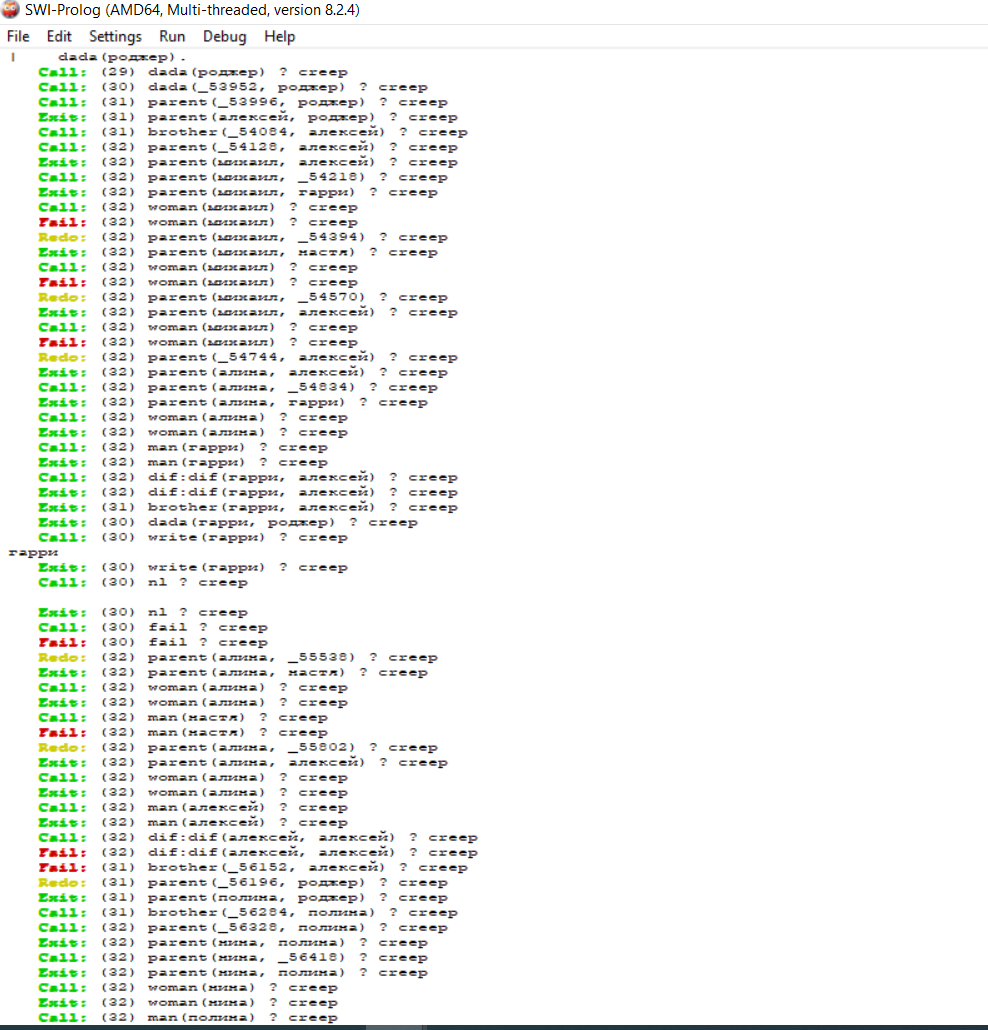 SWI-Prolog (AMD64, Multi-threaded, version 8.2.4)
File Edit Settings Run Debug Help
| dada(роджер).
Call: (29) dada(роджер) ? creep
Call: (30) dada(_53952, роджер) ? creep
Call: (31) parent(_53996, роджер) ? creep
Exit: (31) parent(алексей, роджер) ? creep
Call: (31) brother(_54084, алексей) ? creep
Call: (32) parent(_54128, алексей) ? creep
Exit: (32) parent(михаил, алексей) ? creep
Call: (32) parent(михаил, _54218) ? creep
Exit: (32) parent(михаил, гарри) ? creep
Call: (32) woman(михаил) ? creep
Fail: (32) woman(михаил) ? creep
Redo: (32) parent(михаил, _54394) ? creep
Exit: (32) parent(михаил, настя) ? creep
Call: (32) woman(михаил) ? creep
Fail: (32) woman(михаил) ? creep
Redo: (32) parent(михаил, _54570) ? creep
Exit: (32) parent(михаил, алексей) ? creep
Call: (32) woman(михаил) ? creep
Fail: (32) woman(михаил) ? creep
Redo: (32) parent(_54744, алексей) ? creep
Exit: (32) parent(алина, алексей) ? creep
Call: (32) parent(алина, _54834) ? creep
Exit: (32) parent(алина, гарри) ? creep
Call: (32) woman(алина) ? creep
Exit: (32) woman(алина) ? creep
Call: (32) man(гарри) ? creep
Exit: (32) man(гарри) ? creep
Call: (32) dif:dif(гарри, алексей) ? creep
Exit: (32) dif:dif(гарри, алексей) ? creep
Exit: (31) brother(гарри, алексей) ? creep
Exit: (30) dada(гарри, роджер) ? creep
Call: (30) write(гарри) ? creep
гарри
Exit: (30) write(гарри) ? creep
Call: (30) nl ? creep
Exit: (30) nl ? creep
Call: (30) fail ? creep
Fail: (30) fail ? creep
Redo: (32) parent(алина, _55538) ? creep
Exit: (32) parent(алина, настя) ? creep
Call: (32) woman(алина) ? creep
Exit: (32) woman(алина) ? creep
Call: (32) man(настя) ? creep
Fail: (32) man(настя) ? creep
Redo: (32) parent(алина, _55802) ? creep
Exit: (32) parent(алина, алексей) ? creep
Call: (32) woman(алина) ? creep
Exit: (32) woman(алина) ? creep
Call: (32) man(алексей) ? creep
Exit: (32) man(алексей) ? creep
Call: (32) dif:dif(алексей, алексей) ? creep
Fail: (32) dif:dif(алексей, алексей) ? creep
Fail: (31) brother(_56152, алексей) ? creep
Redo: (31) parent(_56196, роджер) ? creep
Exit: (31) parent(полина, роджер) ? creep
Call: (31) brother(_56284, полина) ? creep
Call: (32) parent(_56328, полина) ? creep
Exit: (32) parent(нина, полина) ? creep
Call: (32) parent(нина, _56418) ? creep
Exit: (32) parent(нина, полина) ? creep
Call: (32) woman(нина) ? creep
Exit: (32) woman(нина) ? creep
Call: (32) man(полина) ? creep